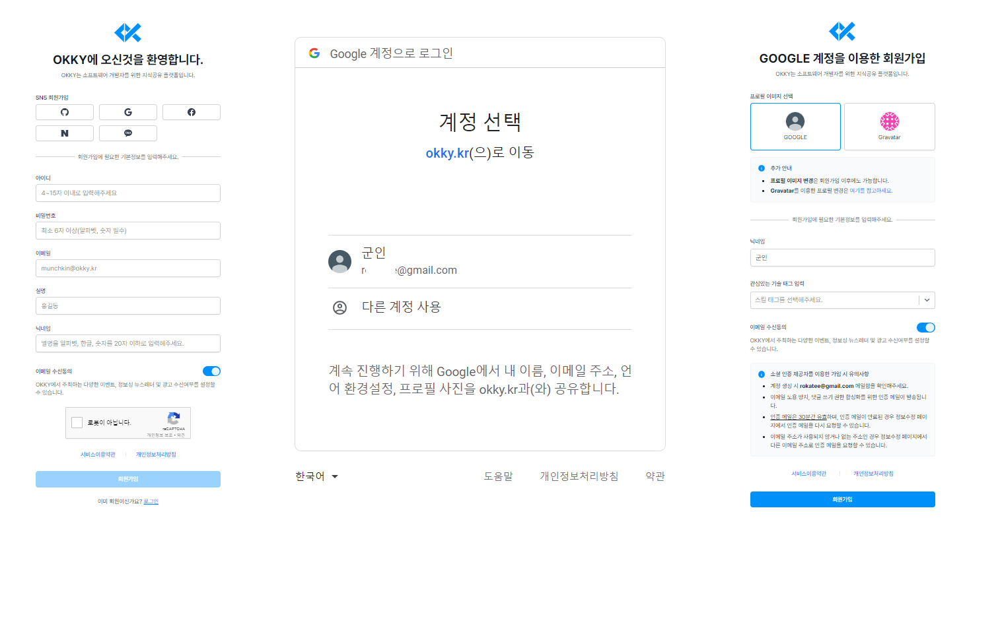 OKKY에 오신것을 환영합니다.
OKKY는 소프트웨어 개발자를 위한 지식공유 플랫폼입니다.
SNS 회원가입
회원가입에 필요한 기본정보를 입력해주세요.
아이디
4~15자 이내로 입력해주세요
비밀번호
최소 6자 이상(알파벳, 숫자 필수)
이메일
munchkin@okky.kr
실명
홍길동
닉네임
별명을 알파벳, 한글, 숫자를 20자 이하로 입력해주세요.
이메일 수신동의
OKKY에서 주최하는 다양한 이벤트, 정보성 뉴스레터 및 광고 수신여부를 설정할
수 있습니다.
로봇이 아닙니다.
reCAPTCHA
개인정보 보호 • 약관
서비스이용약관
개인정보처리방침
회원가입
이미 회원이신가요? 로그인
Google 계정으로 로그인
계정 선택
okky.kr(으)로 이동
군인
e@gmail.com
다른 계정 사용
계속 진행하기 위해 Google에서 내 이름, 이메일 주소, 언
어 환경설정, 프로필 사진을 okky.kr과(와) 공유합니다.
한국어
도움말
개인정보처리방침
약관
GOOGLE 계정을 이용한 회원가입
OKKY는 소프트웨어 개발자를 위한 지식공유 플랫폼입니다.
프로필 이미지 선택
GOOGLE
Gravatar
추가 안내
프로필 이미지 변경은 회원가입 이후에도 가능합니다.
Gravatar를 이용한 프로필 변경은 여기를 참고하세요.
회원가입에 필요한 기본정보를 입력해주세요.
닉네임
군인
관심있는 기술 태그 입력
스킬 태그를 선택해주세요.
이메일 수신동의
OKKY에서 주최하는 다양한 이벤트, 정보성 뉴스레터 및 광고 수신여부를 설정할
수 있습니다.
소셜 인증 제공자를 이용한 가입 시 유의사항
계정 생성 시 rokatee@gmail.com 메일함을 확인해주세요.
이메일 도용 방지, 댓글 쓰기 권한 활성화를 위한 인증 메일이 발송됩니
다.
인증 메일은 30분간 유효하며, 인증 메일이 만료된 경우 정보수정 페이
지에서 인증 메일을 다시 요청할 수 있습니다.
이메일 주소가 사용되지 않거나 없는 주소인 경우 정보수정 페이지에서
다른 이메일 주소로 인증 메일을 요청할 수 있습니다.
서비스이용약관
개인정보처리방침
회원가입